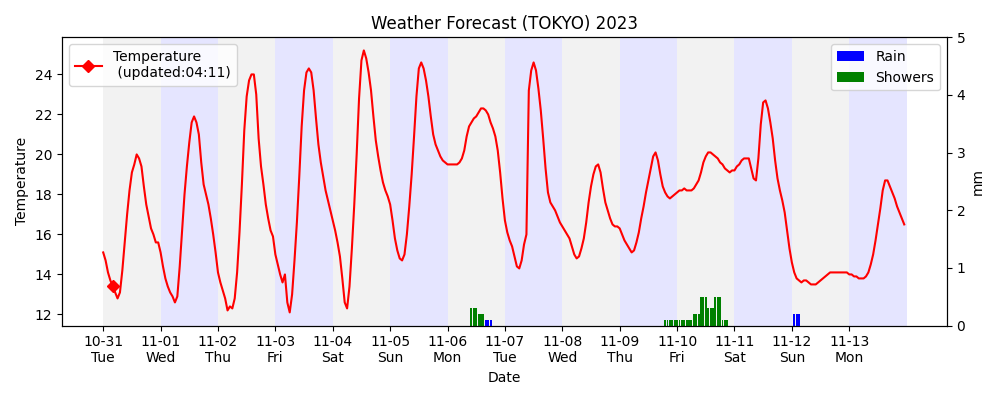 Weather Forecast (TOKYO) 2023
Temperature
(updated:04:11)
Rain
Showers
Temperature
24
22
20
18
16
14
12
5
4
3
2
1
0
mm
10-31 11-01 11-02 11-03 11-04 11-05 11-06 11-07 11-08 11-09 11-10 11-11 11-12 11-13
Tue Wed Thu Fri Sat Sun Mon Tue Wed Thu Fri Sat Sun Mon
Date